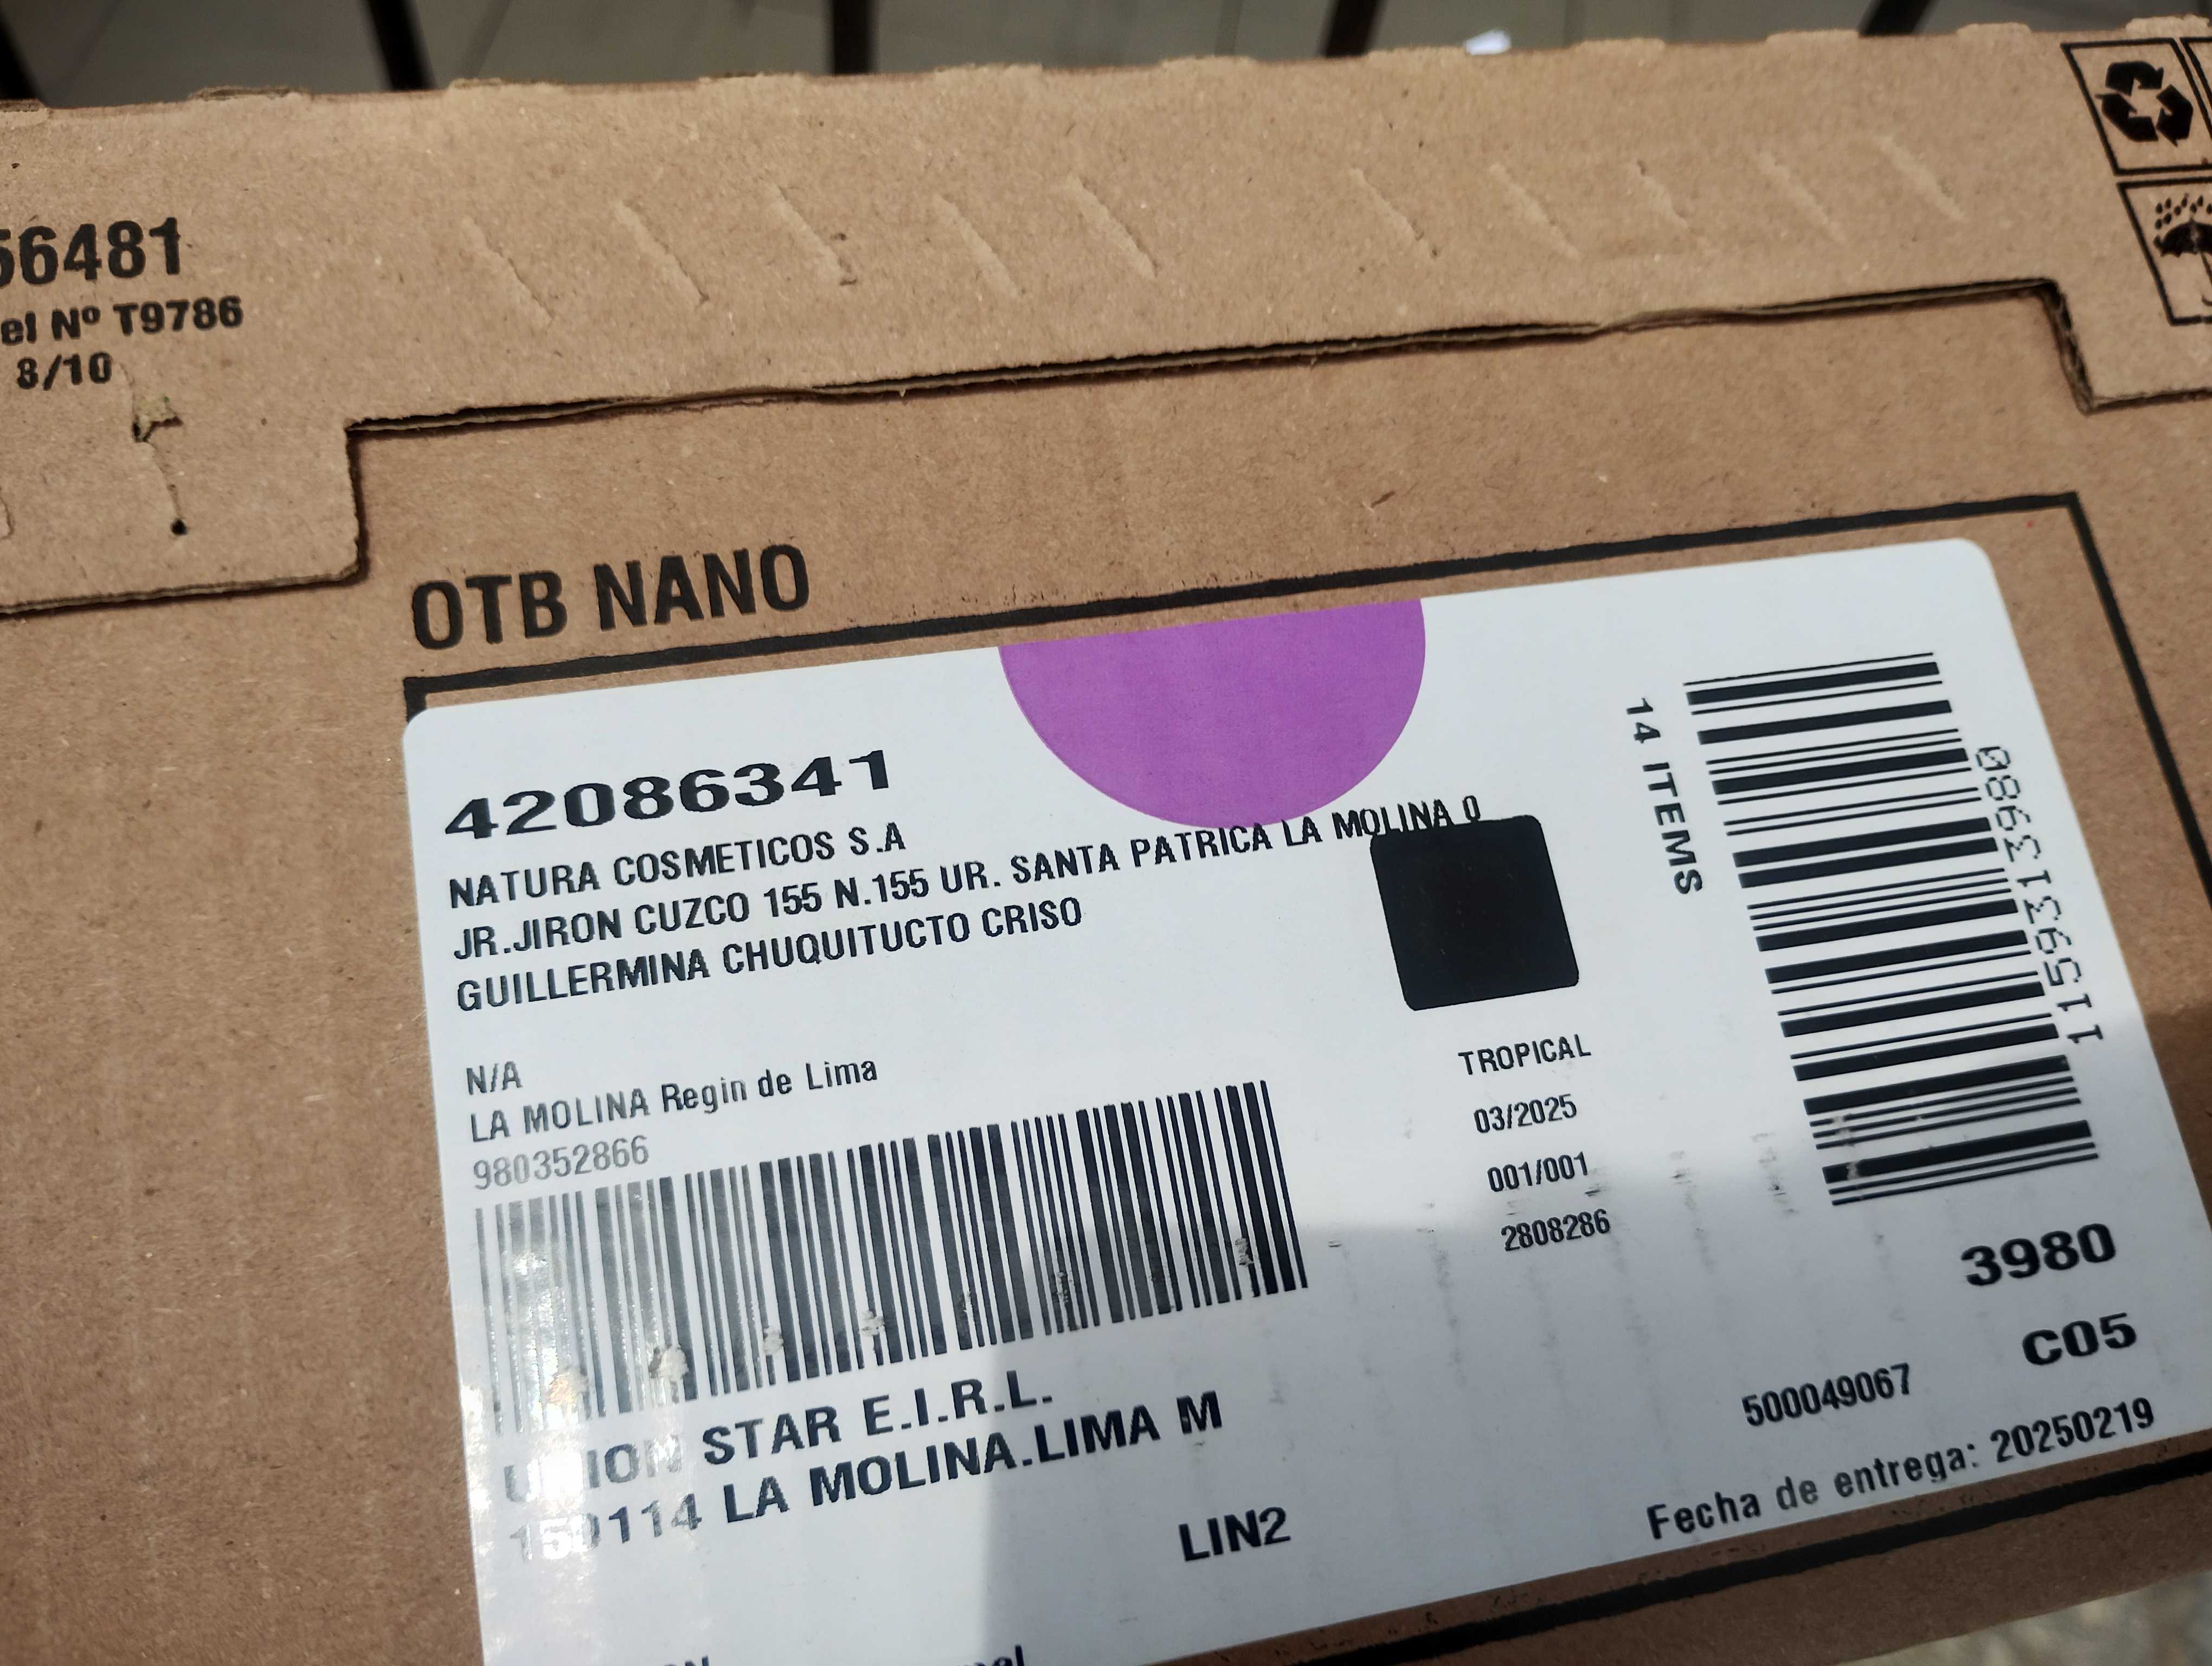 56481
el Nº T9786
8/10
OTB NANO
42086341
NATURA COSMETICOS S.A
JR.JIRON CUZCO 155 N.155 UR. SANTA PATRICA LA MOLINA 0
GUILLERMINA CHUQUITUCTO CRISO
N/A
LA MOLINA Regin de Lima
980352866
UNION STAR E.I.R.L.
150114 LA MOLINA.LIMA M
LIN2
TROPICAL
03/2025
001/001
2808286
14 ITEMS
1159313980
3980
C05
500049067
Fecha de entrega: 20250219